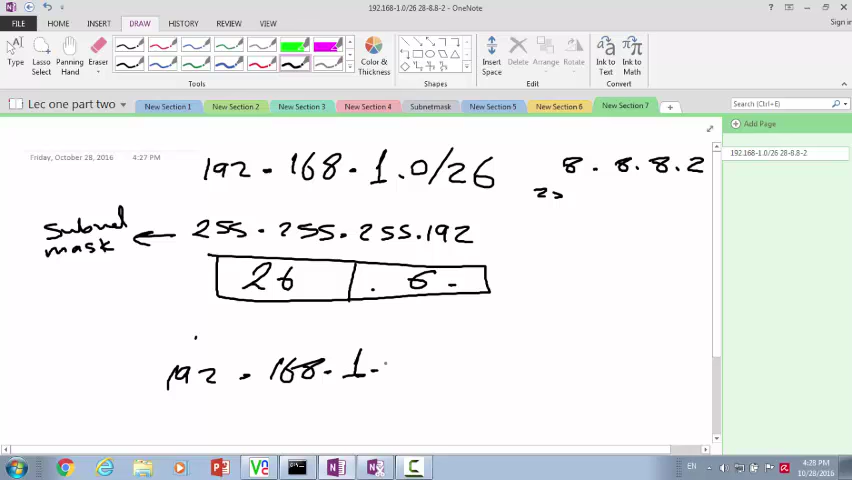 192.168-1.0/26 28-8.8-2 - OneNote
FILE HOME INSERT DRAW HISTORY REVIEW VIEW
Sign in
Type Lasso Select Panning Hand Eraser Color & Thickness Insert Space Delete Arrange Rotate Ink to Text Ink to Math
Tools Shapes Edit Convert
Lec one part two New Section 1 New Section 2 New Section 3 New Section 4 Subnetmask New Section 5 New Section 6 New Section 7 Search (Ctrl+E)
Add Page
Friday, October 28, 2016 4:27 PM
192.168-1.0/26 28-8.8-2
192 . 168 . 1 . 0/26
8 . 8 . 8 . 2
Subnet mask ← 255 . 255 . 255 . 192
26 . 6 .
192 . 168 . 1 .
EN 4:28 PM
10/28/2016